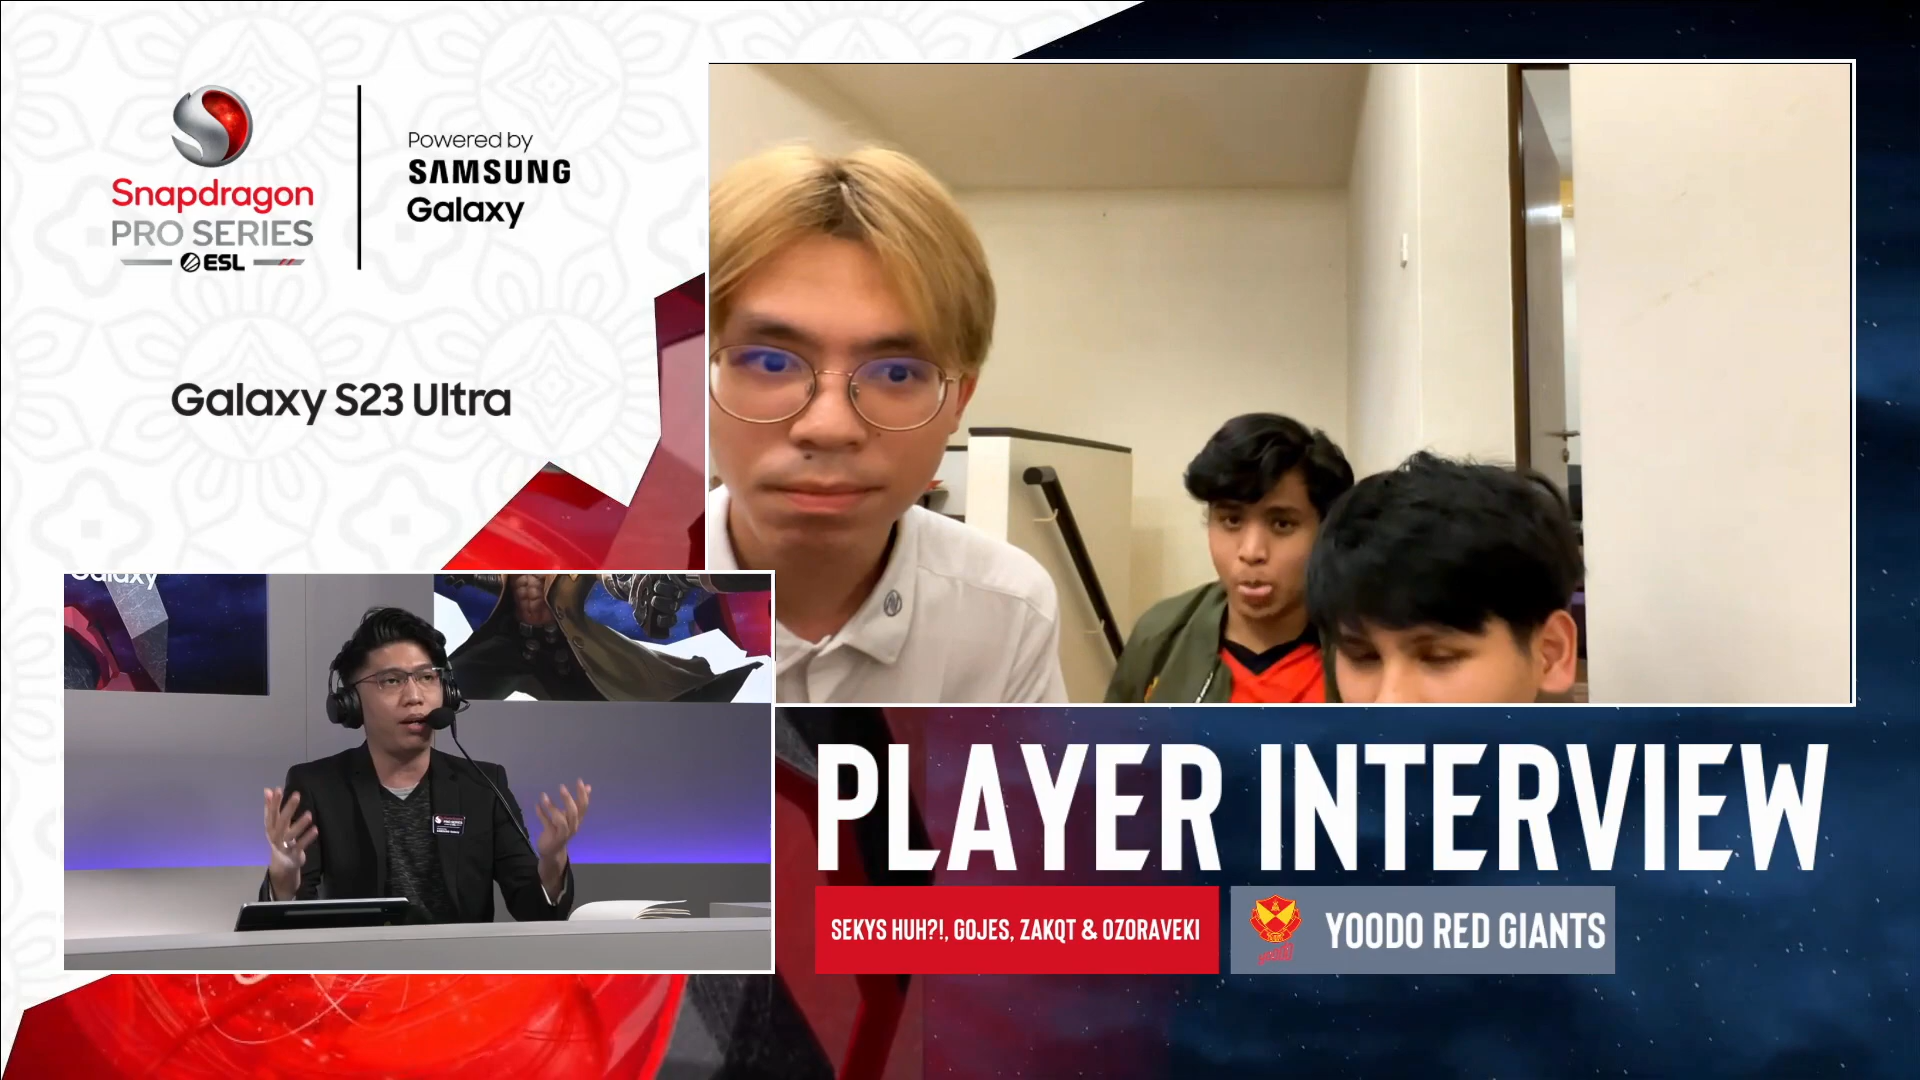 Snapdragon
PRO SERIES
ESL
Powered by
SAMSUNG
Galaxy
Galaxy S23 Ultra
Galaxy
PLAYER INTERVIEW
SEKYS HUH?!, GOJES, ZAKQT & OZORAVEKI
YOODO RED GIANTS